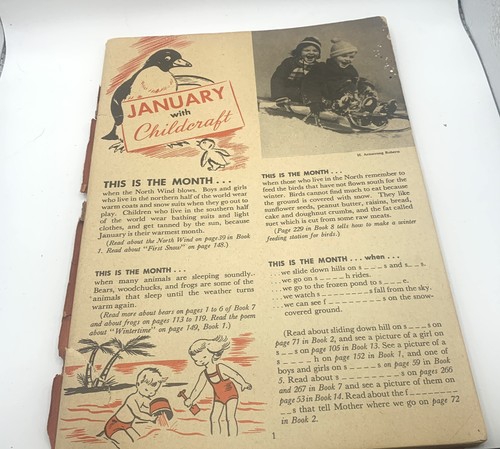 JANUARY
with
Childcraft
H. Armstrong Roberts
THIS IS THE MONTH . . .
when the North Wind blows. Boys and girls
who live in the northern half of the world wear
warm coats and snow suits when they go out to
play. Children who live in the southern half
of the world wear bathing suits and light
clothes, and get tanned by the sun, because
January is their warmest month.
(Read about the North Wind on page 39 in Book
1. Read about "First Snow" on page 148.)
THIS IS THE MONTH . . .
when many animals are sleeping soundly.
Bears, woodchucks, and frogs are some of the
animals that sleep until the weather turns
warm again.
(Read more about bears on pages 1 to 6 of Book 7
and about frogs on pages 113 to 119. Read the poem
about "Wintertime" on page 149, Book 1.)
THIS IS THE MONTH . . .
when those who live in the North remember to
feed the birds that have not flown south for the
winter. Birds cannot find much to eat because
the ground is covered with snow. They like
sunflower seeds, peanut butter, raisins, bread,
cake and doughnut crumbs, and the fat called
suet which is cut from some raw meats.
(Page 229 in Book 8 tells how to make a winter
feeding station for birds.)
THIS IS THE MONTH . . . when . . .
. . . we slide down hills on s _ _ _ s and s _ _ s.
. . . we go on s _ _ _ _ h rides.
. . . we go to the frozen pond to s _ _ _ e.
. . . we watch s _ _ _ _ _ _ _ _ s fall from the sky.
. . . we can see f _ _ _ _ _ _ _ _ s on the snow-
covered ground.
(Read about sliding down hill on s _ _ _ s on
page 71 in Book 2, and see a picture of a girl on
s _ _ s on page 105 in Book 13. See a picture of a
s _ _ _ _ h on page 152 in Book 1, and one of
boys and girls on s _ _ _ _ s on page 59 in Book
5. Read about s _ _ _ _ _ _ _ _ s on pages 266
and 267 in Book 7 and see a picture of them on
page 53 in Book 14. Read about the f _ _ _ _ _ _
_ _ s that tell Mother where we go on page 72
in Book 2.
1